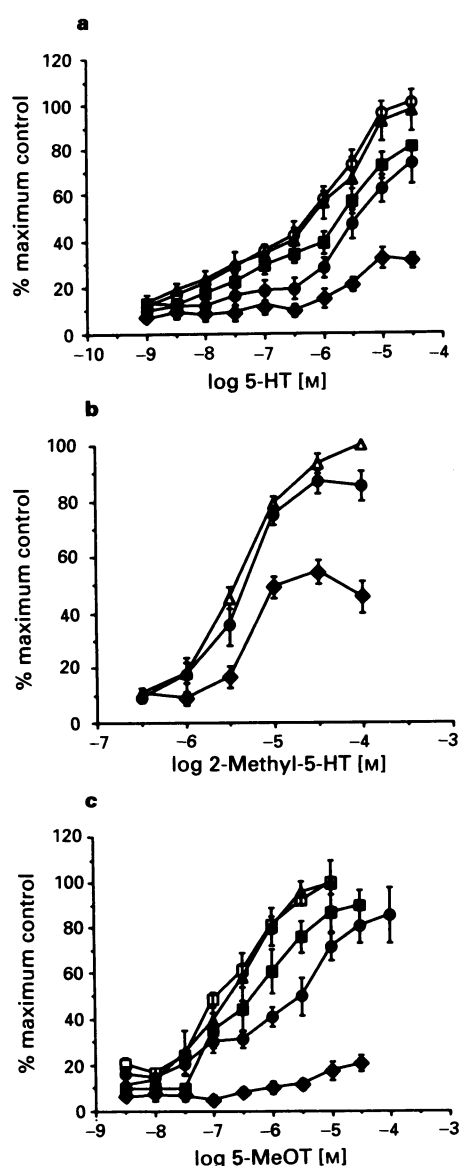 a
% maximum control
120
100
80
60
40
20
0
−10 −9 −8 −7 −6 −5 −4
log 5-HT [M]
b
% maximum control
100
80
60
40
20
0
−7 −6 −5 −4 −3
log 2-Methyl-5-HT [M]
c
% maximum control
120
100
80
60
40
20
0
−9 −8 −7 −6 −5 −4 −3
log 5-MeOT [M]